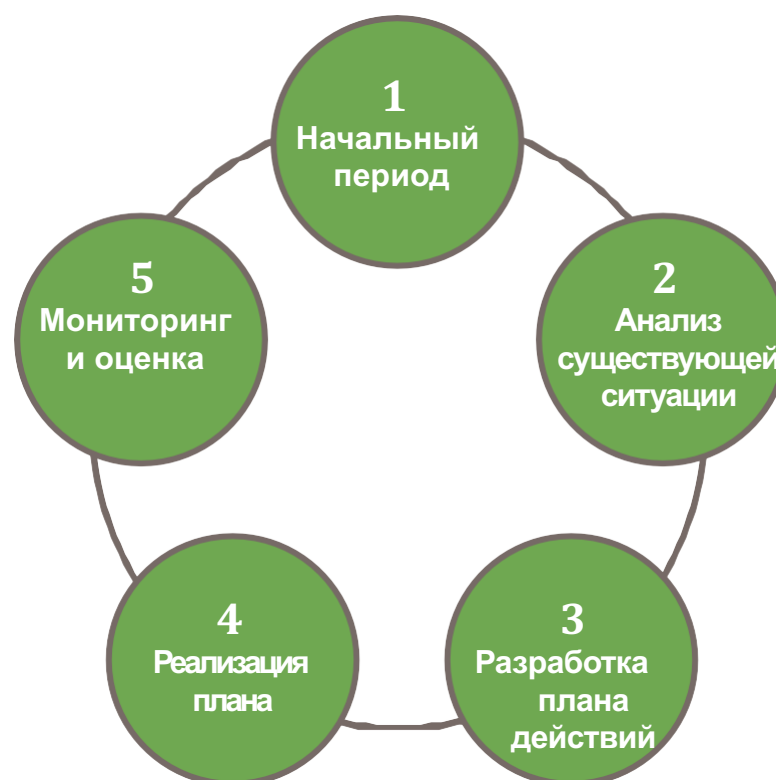 1
Начальный
период
2
Анализ
существующей
ситуации
3
Разработка
плана
действий
4
Реализация
плана
5
Мониторинг
и оценка